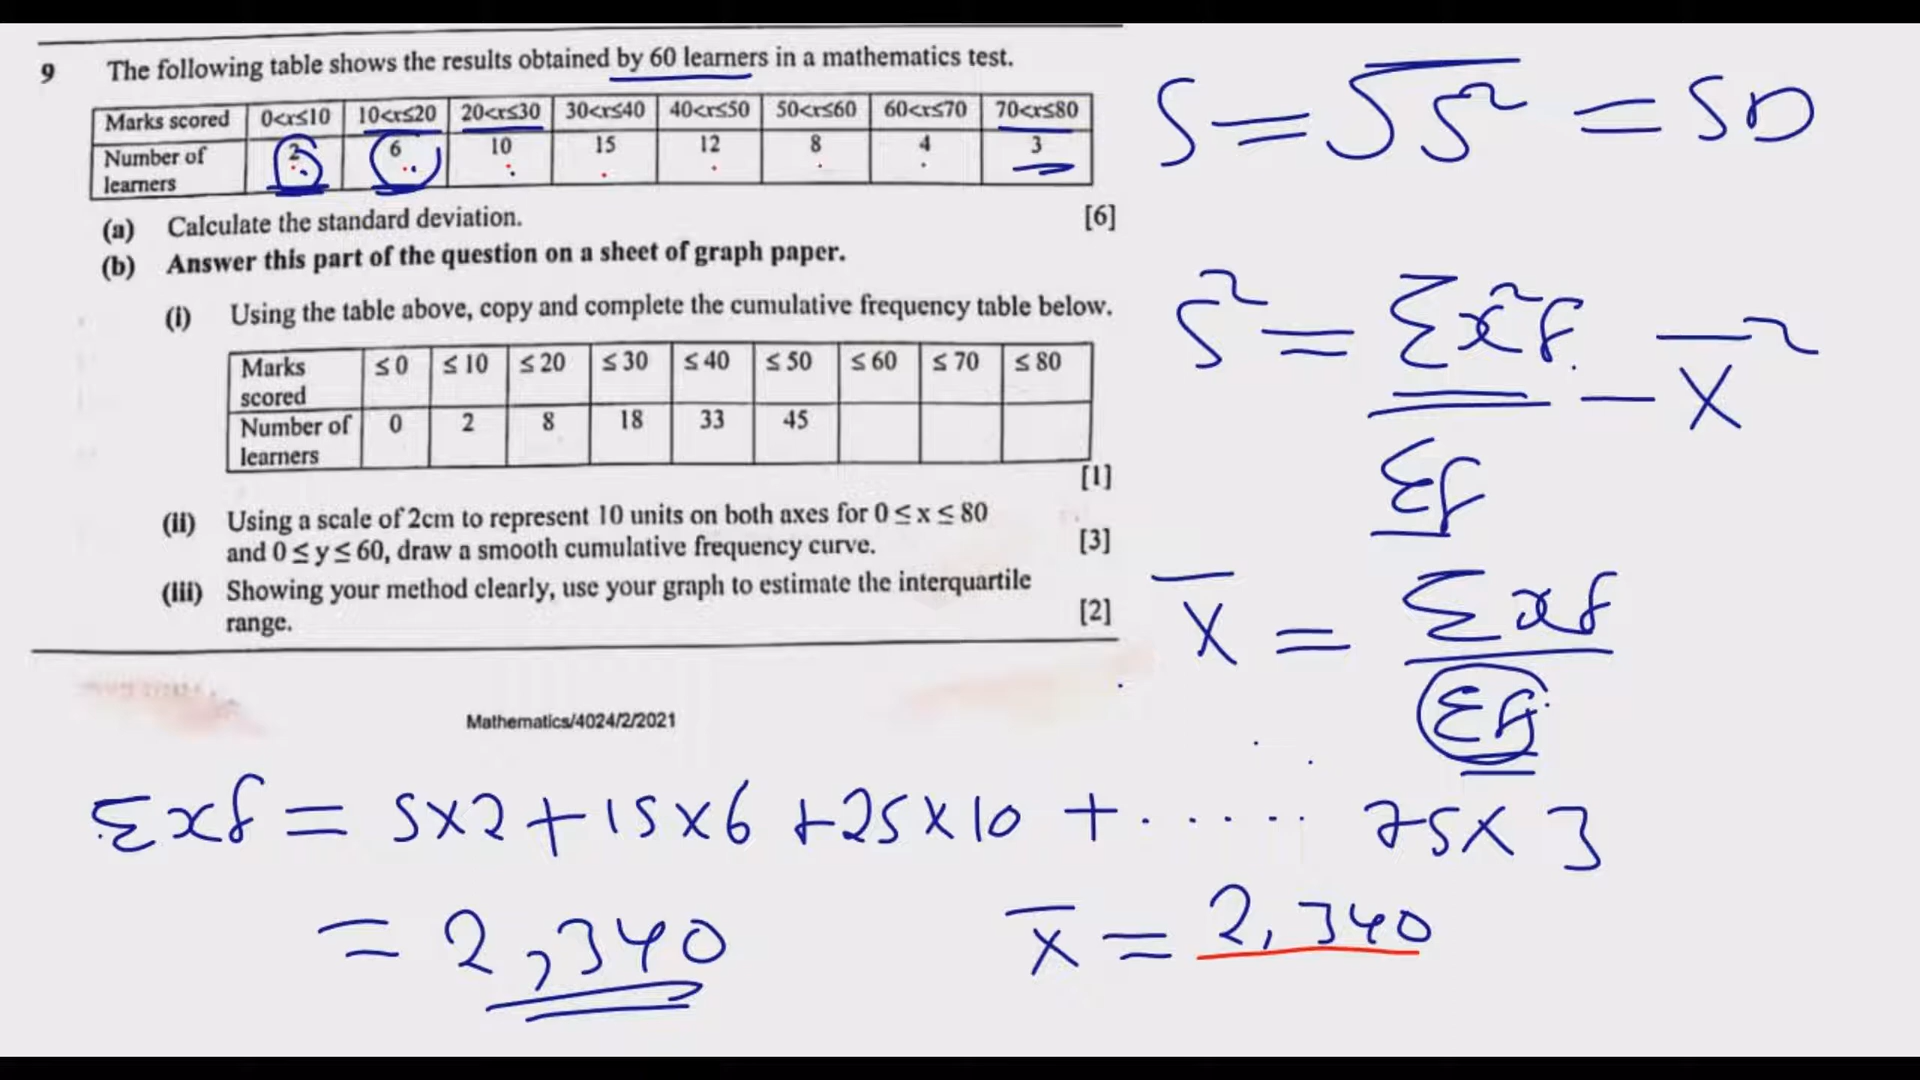 9 The following table shows the results obtained by 60 learners in a mathematics test.
Marks scored 0<x≤10 10<x≤20 20<x≤30 30<x≤40 40<x≤50 50<x≤60 60<x≤70 70<x≤80
Number of learners 2 6 10 15 12 8 4 3
(a) Calculate the standard deviation. [6]
(b) Answer this part of the question on a sheet of graph paper.
(i) Using the table above, copy and complete the cumulative frequency table below.
Marks scored ≤ 0 ≤ 10 ≤ 20 ≤ 30 ≤ 40 ≤ 50 ≤ 60 ≤ 70 ≤ 80
Number of learners 0 2 8 18 33 45
[1]
(ii) Using a scale of 2cm to represent 10 units on both axes for 0 ≤ x ≤ 80
and 0 ≤ y ≤ 60, draw a smooth cumulative frequency curve. [3]
(iii) Showing your method clearly, use your graph to estimate the interquartile
range. [2]
Mathematics/4024/2/2021
S = √S² = SD
S² = Σx²f / Σf − X̄²
X̄ = Σxf / Σf
Σxf = 5×2+15×6+25×10 + ..... 75×3
= 2,340
X̄ = 2,340